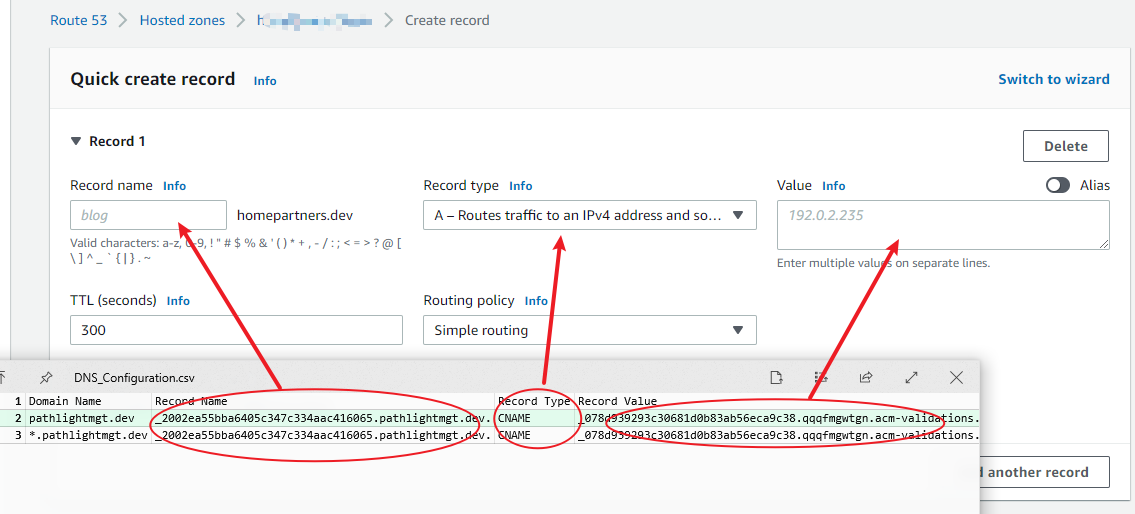 Route 53 > Hosted zones > h > Create record
Quick create record Info Switch to wizard
Record 1 Delete
Record name Info Record type Info Alias Value Info
blog homepartners.dev A – Routes traffic to an IPv4 address and so... 192.0.2.235
Valid characters: a-z, 0-9, ! " # $ % & ' ( ) * + , - / : ; < = > ? @ [
\ ] ^ _ ` { | } . ~
Enter multiple values on separate lines.
TTL (seconds) Info Routing policy Info
300 Simple routing
DNS_Configuration.csv
1 Domain Name Record Name Record Type Record Value
2 pathlightmgt.dev _2002ea55bba6405c347c334aac416065.pathlightmgt.dev. CNAME _078d939293c30681d0b83ab56eca9c38.qqqfmgwtgn.acm-validations.
3 *.pathlightmgt.dev _2002ea55bba6405c347c334aac416065.pathlightmgt.dev. CNAME _078d939293c30681d0b83ab56eca9c38.qqqfmgwtgn.acm-validations.
another record